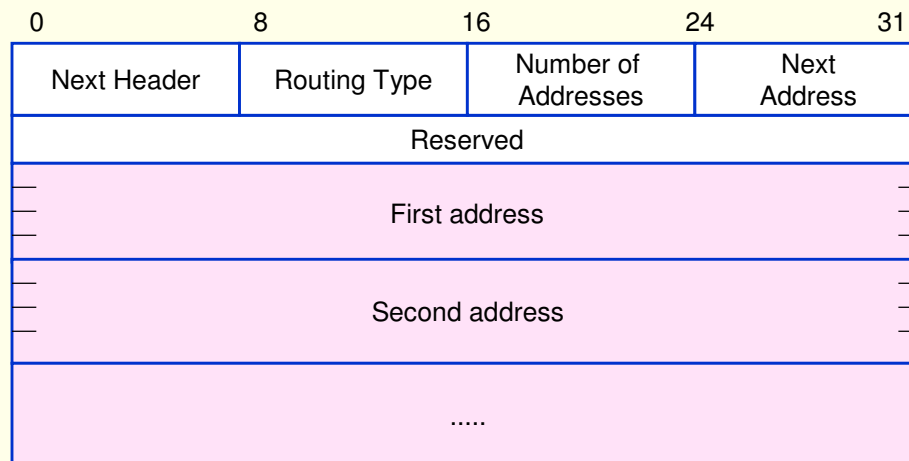 0 8 16 24 31
Next Header Routing Type Number of Addresses Next Address
Reserved
First address
Second address
.....